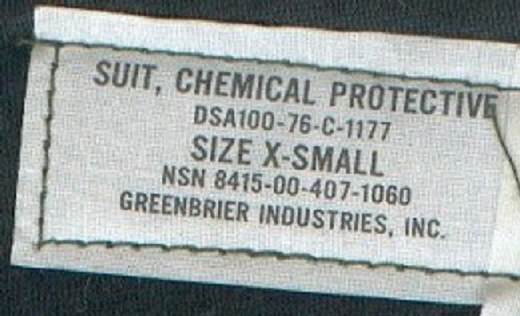 SUIT, CHEMICAL PROTECTIVE
DSA100-76-C-1177
SIZE X-SMALL
NSN 8415-00-407-1060
GREENBRIER INDUSTRIES, INC.